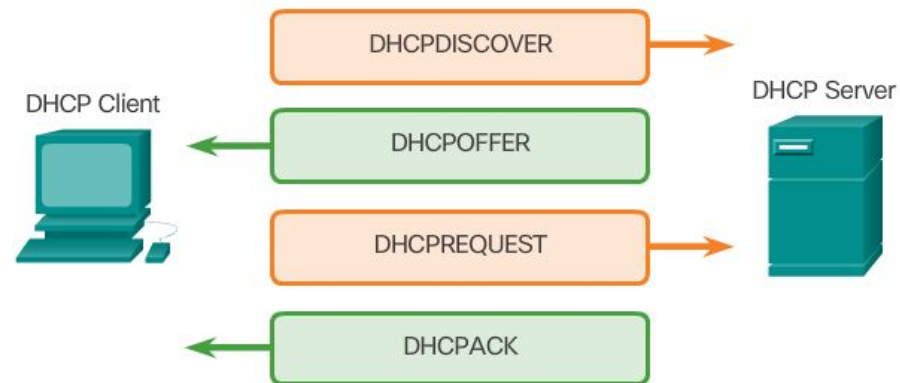 DHCPDISCOVER
DHCP Client
DHCP Server
DHCPOFFER
DHCPREQUEST
DHCPACK